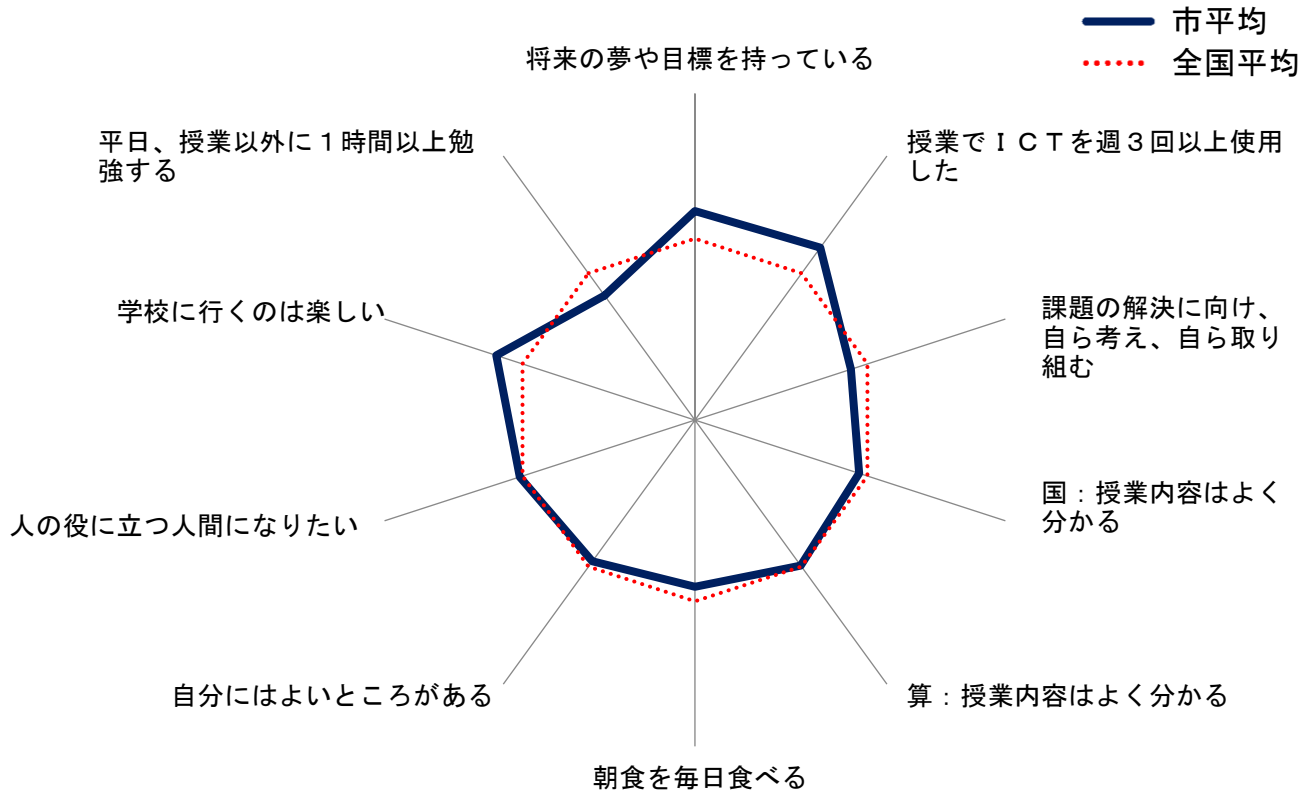 市平均
全国平均
将来の夢や目標を持っている
授業でＩＣＴを週３回以上使用
した
課題の解決に向け、
自ら考え、自ら取り
組む
国：授業内容はよく
分かる
算：授業内容はよく分かる
朝食を毎日食べる
自分にはよいところがある
人の役に立つ人間になりたい
学校に行くのは楽しい
平日、授業以外に１時間以上勉
強する